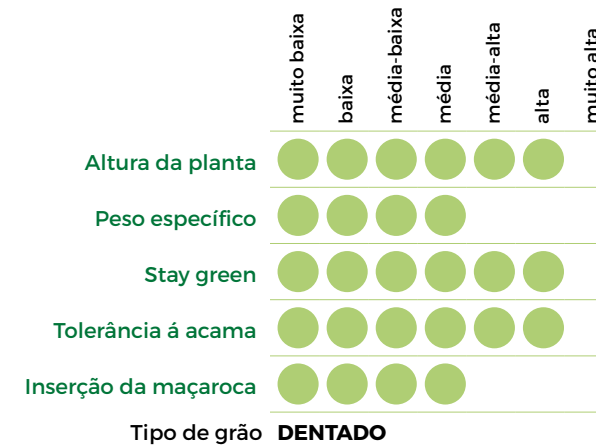 muito baixa
baixa
média-baixa
média
média-alta
alta
muito alta
Altura da planta
Peso específico
Stay green
Tolerância á acama
Inserção da maçaroca
Tipo de grão DENTADO